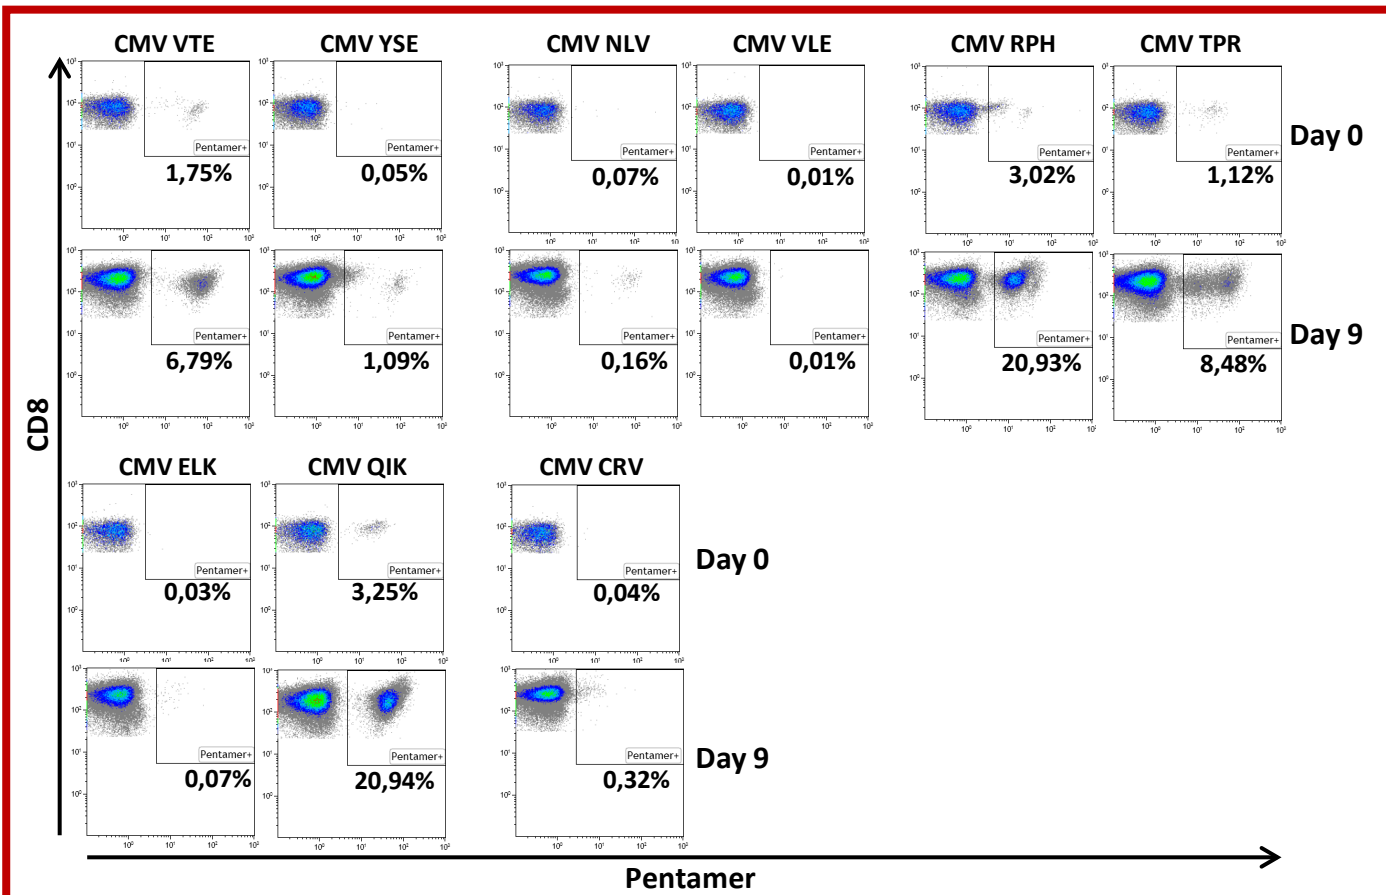 CMV VTE CMV YSE CMV NLV CMV VLE CMV RPH CMV TPR
Pentamer+ Pentamer+ Pentamer+ Pentamer+ Pentamer+ Pentamer+
1,75% 0,05% 0,07% 0,01% 3,02% 1,12%
Day 0
Pentamer+ Pentamer+ Pentamer+ Pentamer+ Pentamer+ Pentamer+
6,79% 1,09% 0,16% 0,01% 20,93% 8,48%
Day 9
CD8
CMV ELK CMV QIK CMV CRV
Pentamer+ Pentamer+ Pentamer+
0,03% 3,25% 0,04%
Day 0
Pentamer+ Pentamer+ Pentamer+
0,07% 20,94% 0,32%
Day 9
Pentamer